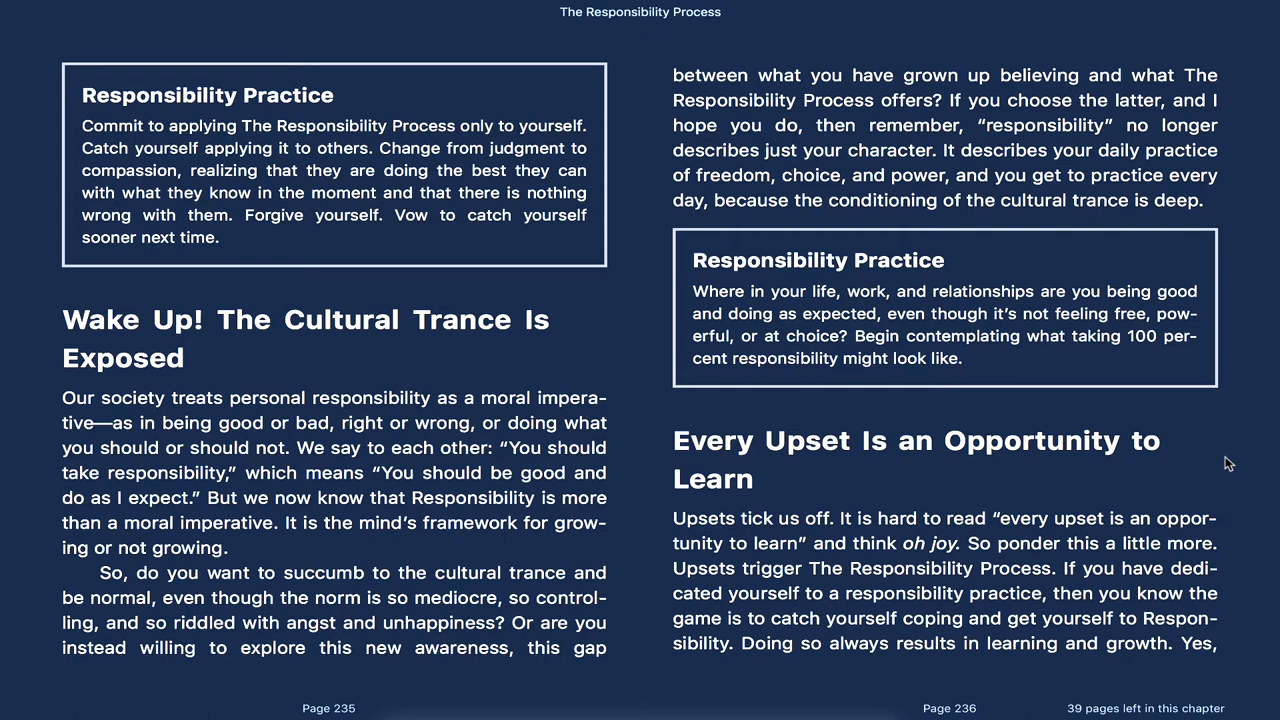 The Responsibility Process
Responsibility Practice
Commit to applying The Responsibility Process only to yourself.
Catch yourself applying it to others. Change from judgment to
compassion, realizing that they are doing the best they can
with what they know in the moment and that there is nothing
wrong with them. Forgive yourself. Vow to catch yourself
sooner next time.
Wake Up! The Cultural Trance Is
Exposed
Our society treats personal responsibility as a moral impera-
tive—as in being good or bad, right or wrong, or doing what
you should or should not. We say to each other: “You should
take responsibility,” which means “You should be good and
do as I expect.” But we now know that Responsibility is more
than a moral imperative. It is the mind’s framework for grow-
ing or not growing.
So, do you want to succumb to the cultural trance and
be normal, even though the norm is so mediocre, so control-
ling, and so riddled with angst and unhappiness? Or are you
instead willing to explore this new awareness, this gap
between what you have grown up believing and what The
Responsibility Process offers? If you choose the latter, and I
hope you do, then remember, “responsibility” no longer
describes just your character. It describes your daily practice
of freedom, choice, and power, and you get to practice every
day, because the conditioning of the cultural trance is deep.
Responsibility Practice
Where in your life, work, and relationships are you being good
and doing as expected, even though it’s not feeling free, pow-
erful, or at choice? Begin contemplating what taking 100 per-
cent responsibility might look like.
Every Upset Is an Opportunity to
Learn
Upsets tick us off. It is hard to read “every upset is an oppor-
tunity to learn” and think oh joy. So ponder this a little more.
Upsets trigger The Responsibility Process. If you have dedi-
cated yourself to a responsibility practice, then you know the
game is to catch yourself coping and get yourself to Respon-
sibility. Doing so always results in learning and growth. Yes,
Page 235
Page 236
39 pages left in this chapter